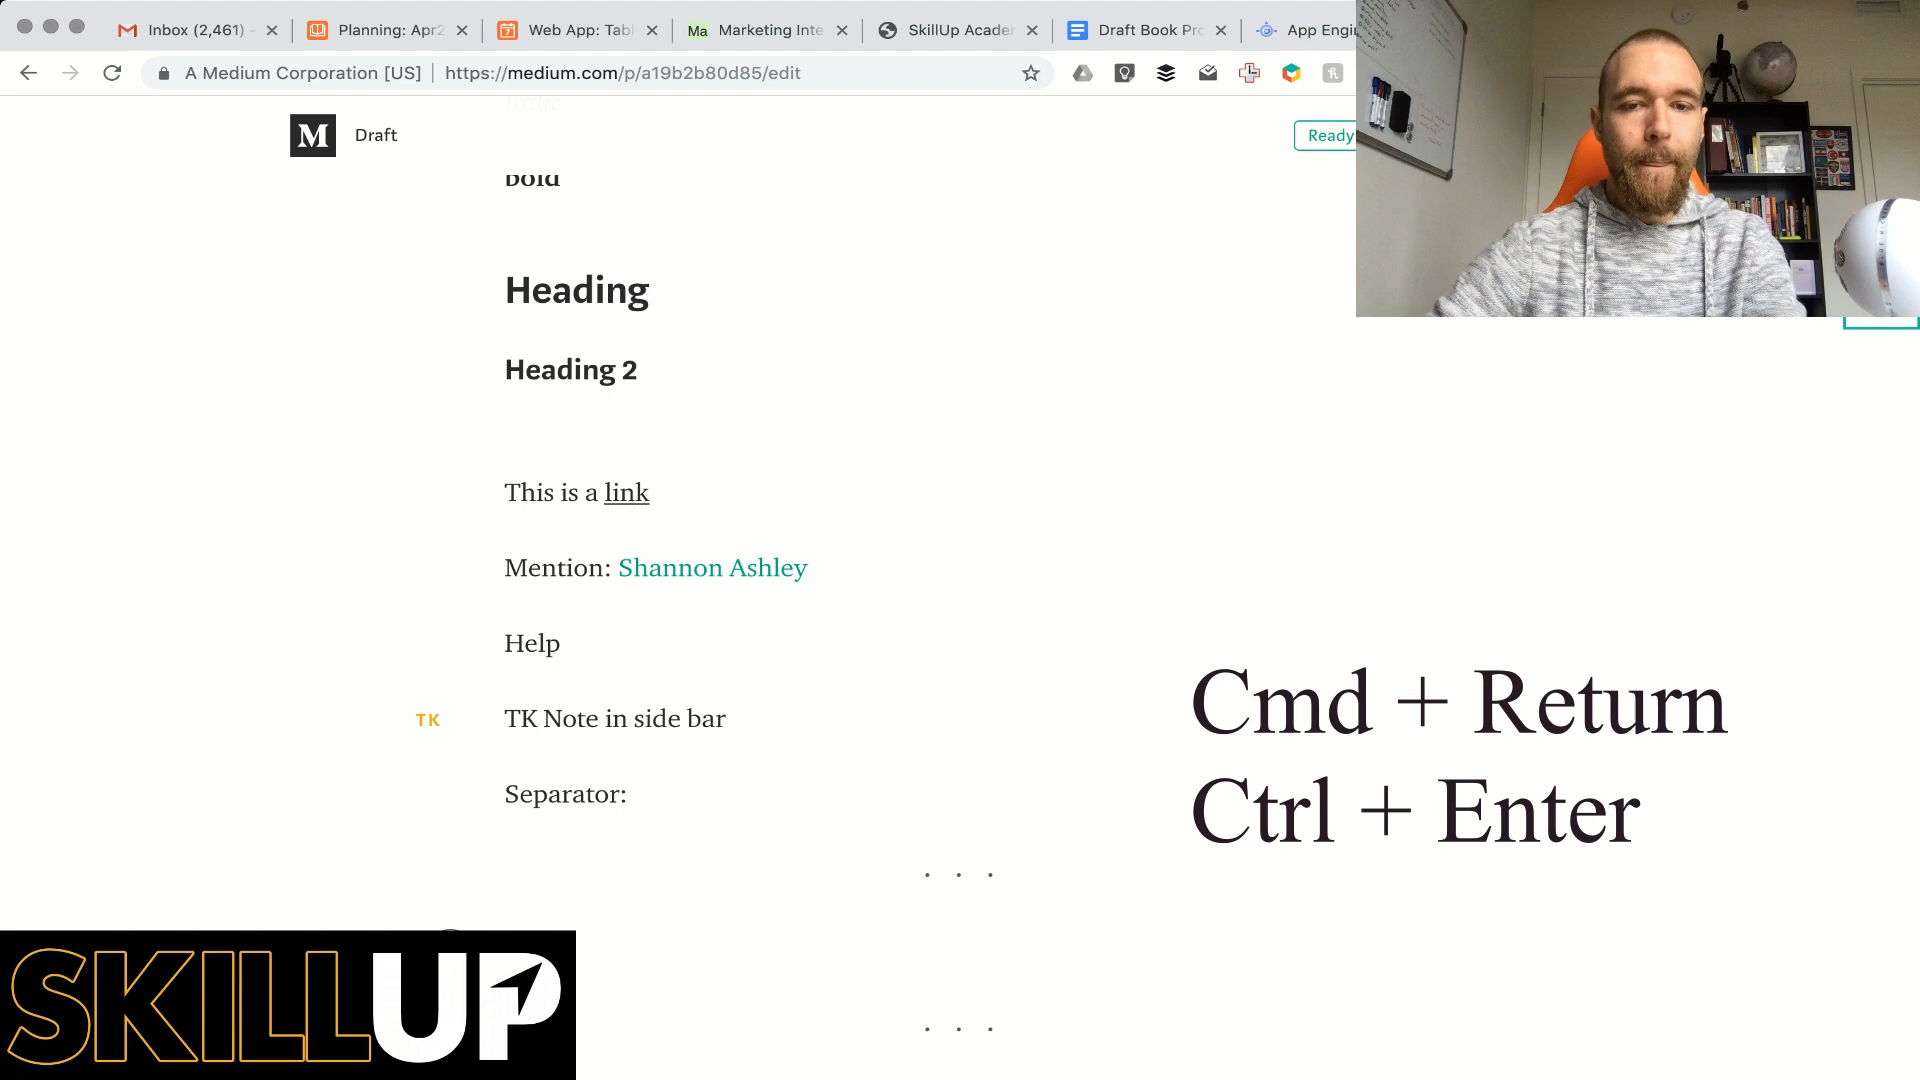 Inbox (2,461)
Planning: Apr2
Web App: Tabl
Ma Marketing Inte
SkillUp Acader
Draft Book Pro
App Engi
A Medium Corporation [US] | https://medium.com/p/a19b2b80d85/edit
Italic
M Draft
Ready
bold
Heading
Heading 2
This is a link
Mention: Shannon Ashley
Help
TK TK Note in side bar
Separator:
. . .
. . .
Cmd + Return
Ctrl + Enter
SKILLUP